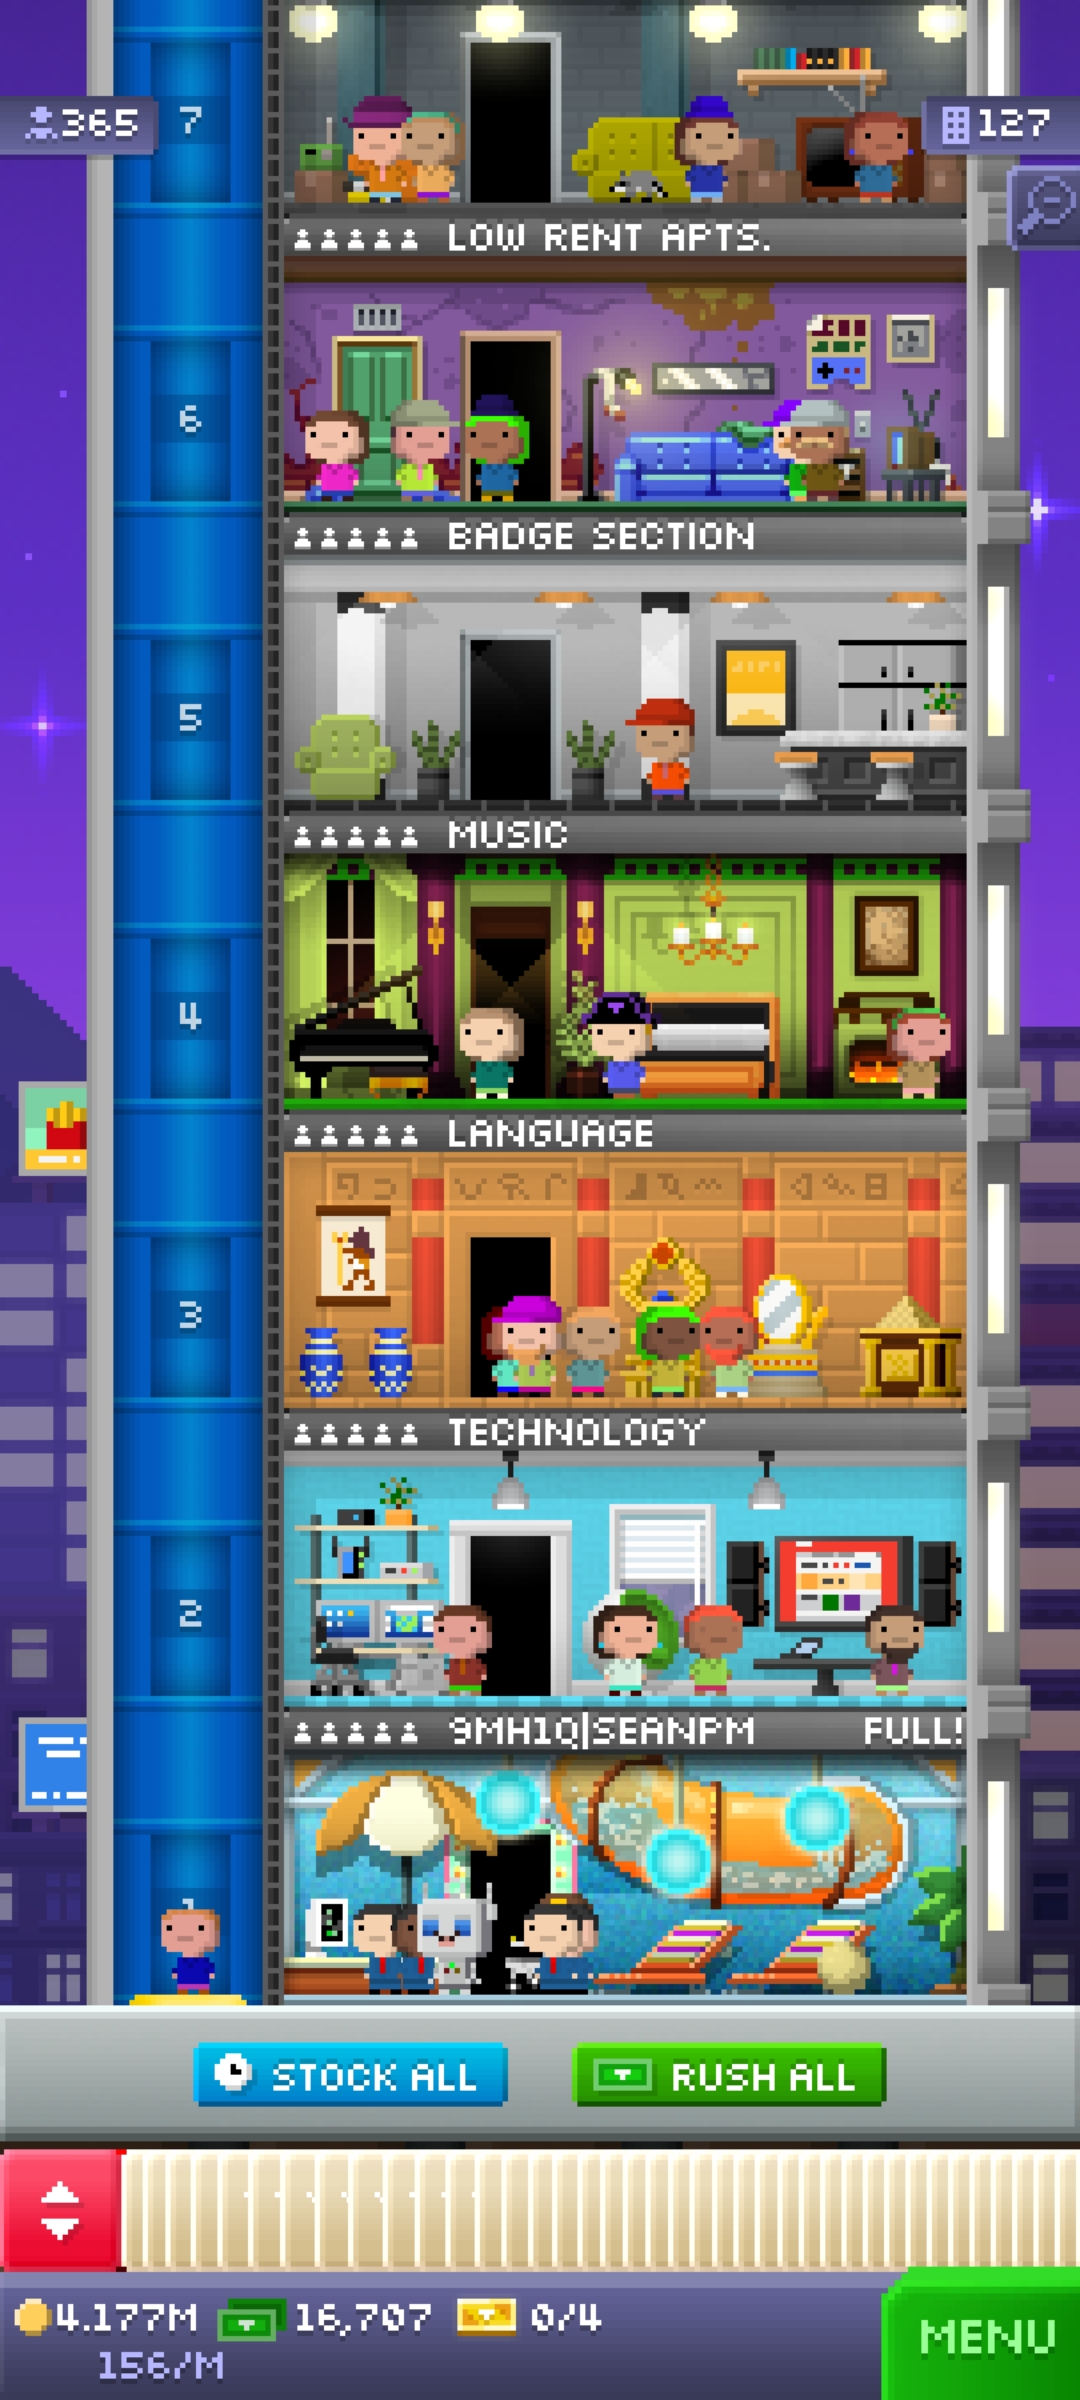 365
7
127
LOW RENT APTS.
6
BADGE SECTION
5
MUSIC
4
LANGUAGE
3
TECHNOLOGY
2
9MH1Q|SEANPM FULL!
STOCK ALL
RUSH ALL
4.177M
16,707
0/4
156/M
MENU